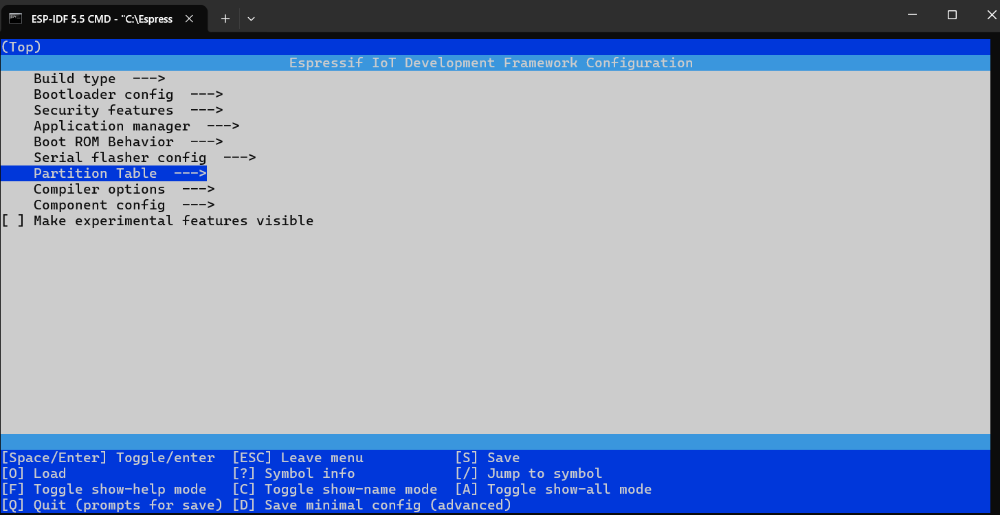 ESP-IDF 5.5 CMD - "C:\Espress
(Top)
Espressif IoT Development Framework Configuration
Build type  --->
Bootloader config  --->
Security features  --->
Application manager  --->
Boot ROM Behavior  --->
Serial flasher config  --->
Partition Table  --->
Compiler options  --->
Component config  --->
[ ] Make experimental features visible
[Space/Enter] Toggle/enter  [ESC] Leave menu           [S] Save
[O] Load                    [?] Symbol info            [/] Jump to symbol
[F] Toggle show-help mode   [C] Toggle show-name mode  [A] Toggle show-all mode
[Q] Quit (prompts for save) [D] Save minimal config (advanced)